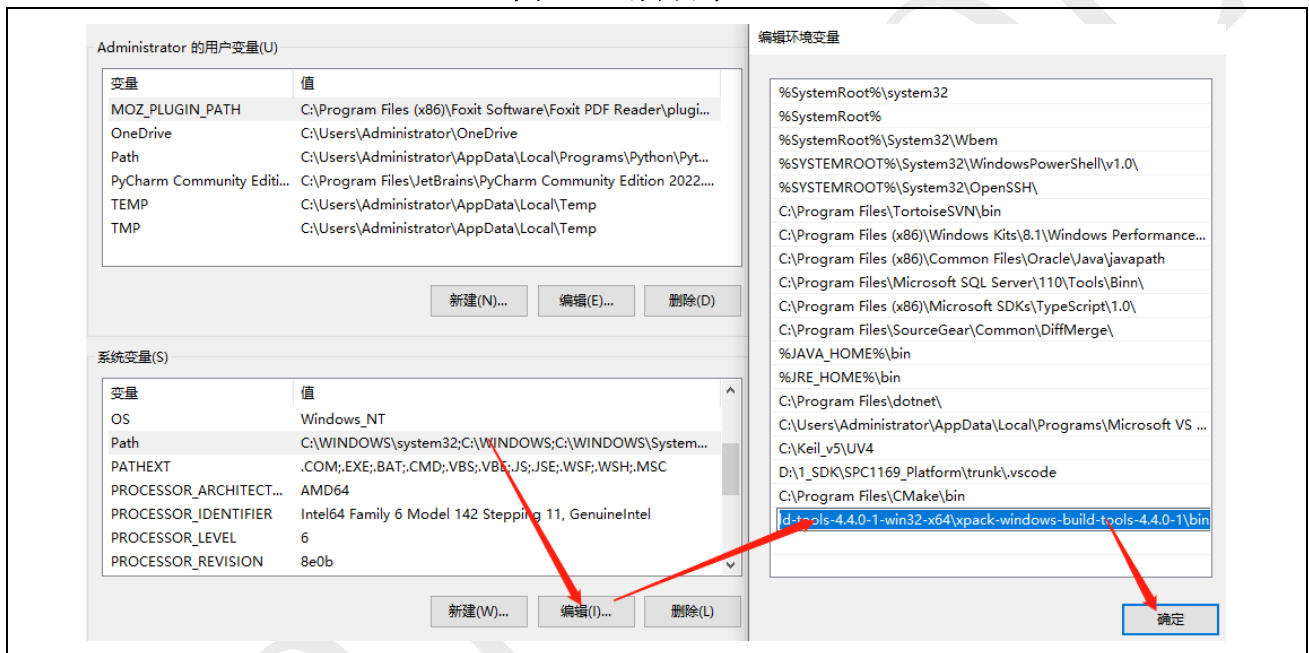 Administrator 的用户变量(U)
变量 值
MOZ_PLUGIN_PATH C:\Program Files (x86)\Foxit Software\Foxit PDF Reader\plugi...
OneDrive C:\Users\Administrator\OneDrive
Path C:\Users\Administrator\AppData\Local\Programs\Python\Pyt...
PyCharm Community Editi... C:\Program Files\JetBrains\PyCharm Community Edition 2022....
TEMP C:\Users\Administrator\AppData\Local\Temp
TMP C:\Users\Administrator\AppData\Local\Temp
新建(N)... 编辑(E)... 删除(D)
系统变量(S)
变量 值
OS Windows_NT
Path C:\WINDOWS\system32;C:\WINDOWS;C:\WINDOWS\System...
PATHEXT .COM;.EXE;.BAT;.CMD;.VBS;.VBE;.JS;.JSE;.WSF;.WSH;.MSC
PROCESSOR_ARCHITECT... AMD64
PROCESSOR_IDENTIFIER Intel64 Family 6 Model 142 Stepping 11, GenuineIntel
PROCESSOR_LEVEL 6
PROCESSOR_REVISION 8e0b
新建(W)... 编辑(I)... 删除(L)
编辑环境变量
%SystemRoot%\system32
%SystemRoot%
%SystemRoot%\System32\Wbem
%SYSTEMROOT%\System32\WindowsPowerShell\v1.0\
%SYSTEMROOT%\System32\OpenSSH\
C:\Program Files\TortoiseSVN\bin
C:\Program Files (x86)\Windows Kits\8.1\Windows Performance...
C:\Program Files (x86)\Common Files\Oracle\Java\javapath
C:\Program Files\Microsoft SQL Server\110\Tools\Binn\
C:\Program Files (x86)\Microsoft SDKs\TypeScript\1.0\
C:\Program Files\SourceGear\Common\DiffMerge\
%JAVA_HOME%\bin
%JRE_HOME%\bin
C:\Program Files\dotnet\
C:\Users\Administrator\AppData\Local\Programs\Microsoft VS ...
C:\Keil_v5\UV4
D:\1_SDK\SPC1169_Platform\trunk\.vscode
C:\Program Files\CMake\bin
ld-tools-4.4.0-1-win32-x64\xpack-windows-build-tools-4.4.0-1\bin
确定